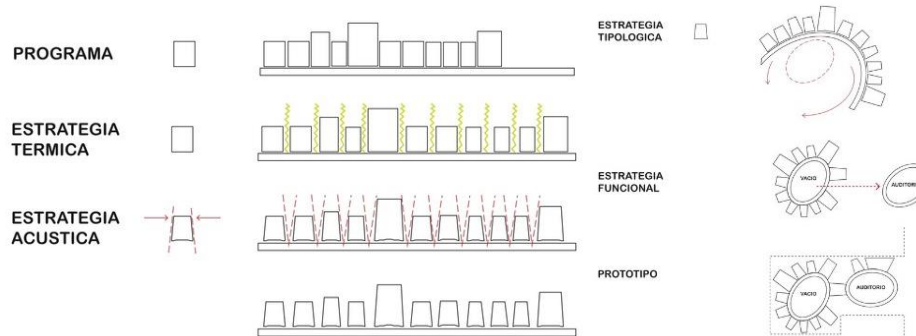 PROGRAMA
ESTRATEGIA
TERMICA
ESTRATEGIA
ACUSTICA
ESTRATEGIA
TIPOLOGICA
ESTRATEGIA
FUNCIONAL
VACIO
AUDITORIO
PROTOTIPO
VACIO
AUDITORIO